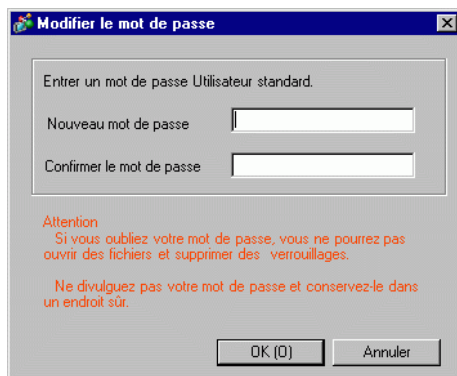 Modifier le mot de passe
Entrer un mot de passe Utilisateur standard.
Nouveau mot de passe
Confirmer le mot de passe
Attention
Si vous oubliez votre mot de passe, vous ne pourrez pas
ouvrir des fichiers et supprimer des verrouillages.
Ne divulguez pas votre mot de passe et conservez-le dans
un endroit sûr.
OK (O)
Annuler